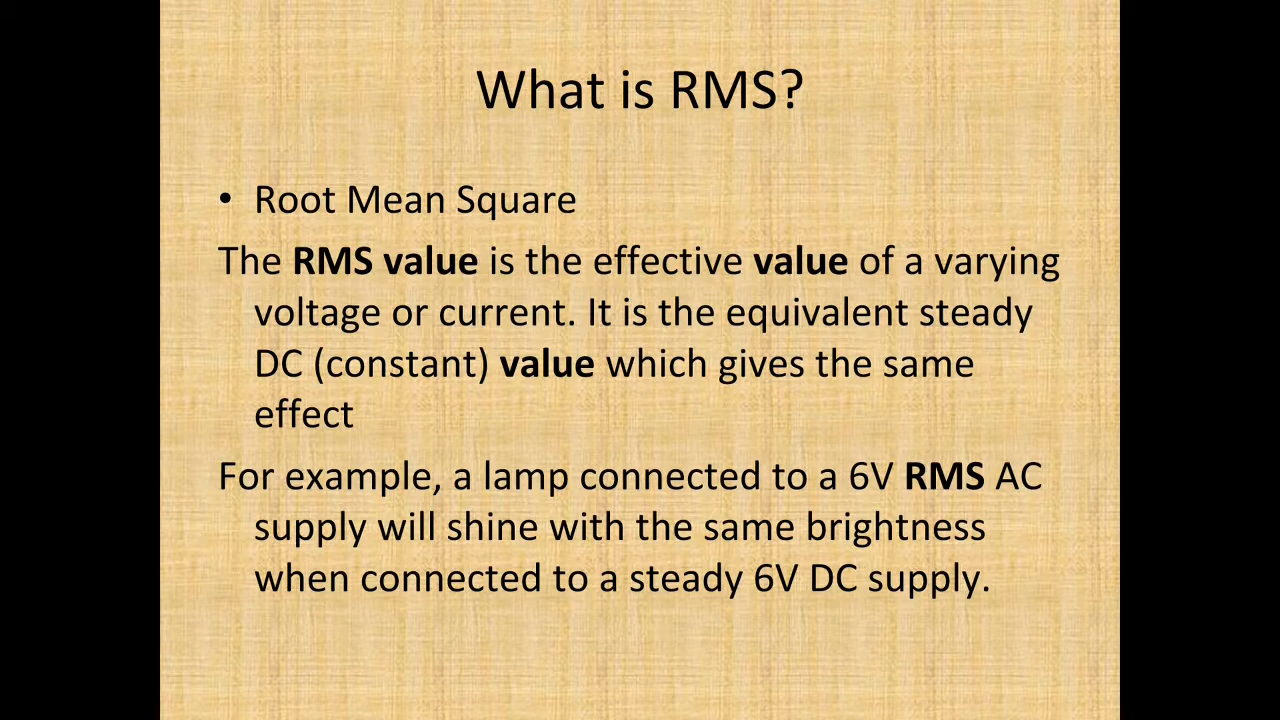 What is RMS?
• Root Mean Square
The RMS value is the effective value of a varying
voltage or current. It is the equivalent steady
DC (constant) value which gives the same
effect
For example, a lamp connected to a 6V RMS AC
supply will shine with the same brightness
when connected to a steady 6V DC supply.